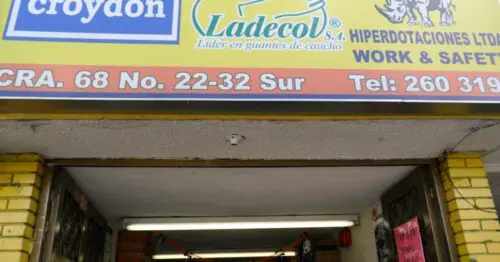 croydon
Ladecol® S.A.
Líder en guantes de caucho
HIPERDOTACIONES LTDA
WORK & SAFETY
CRA. 68 No. 22-32 Sur Tel: 260 319